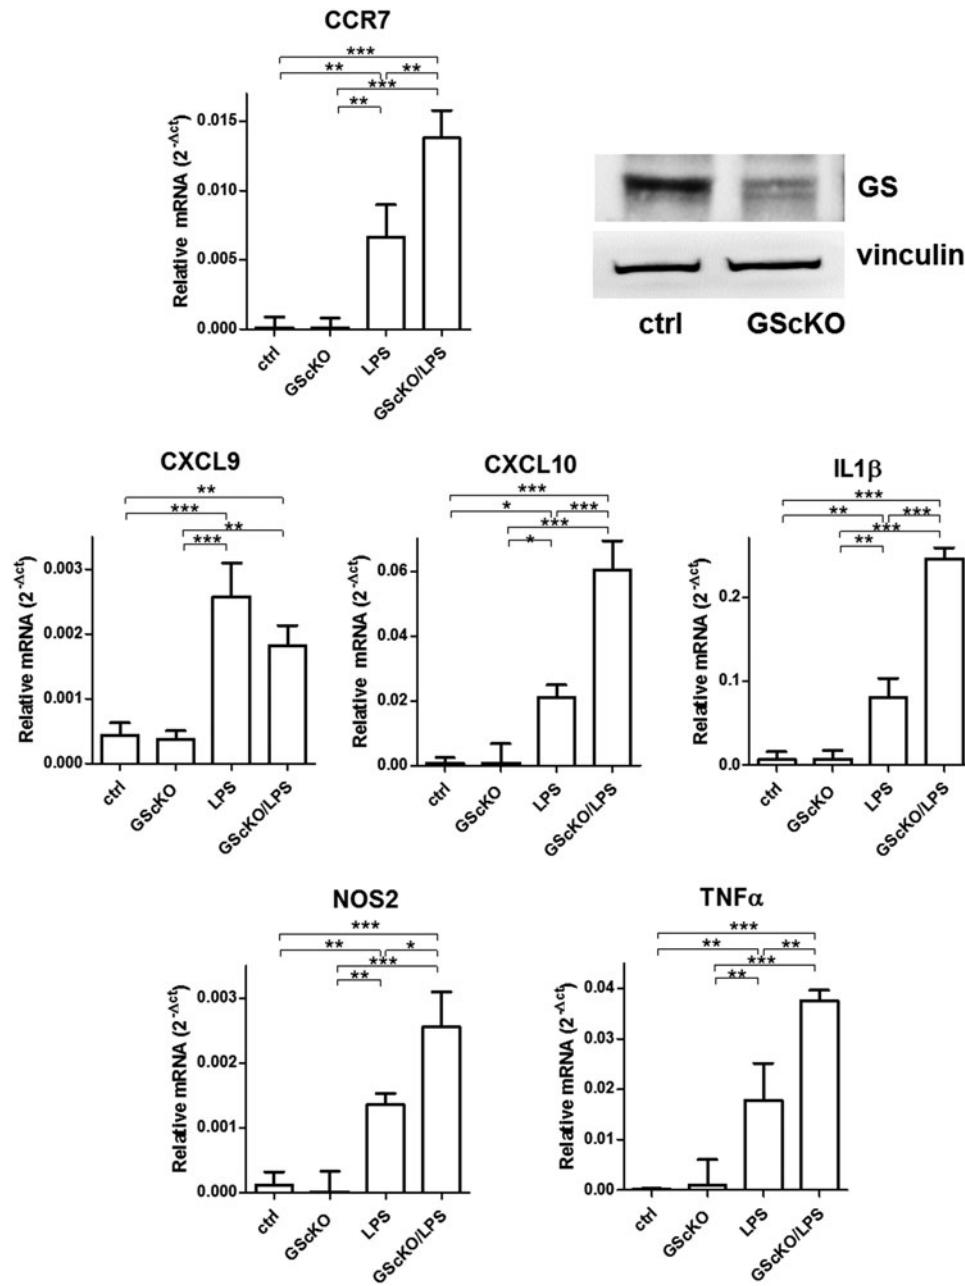 CCR7
***
** **
***
**
Relative mRNA (2^-Δct)
0.015
0.010
0.005
0.000
ctrl
GScKO
LPS
GScKO/LPS
GS
vinculin
ctrl GScKO
CXCL9
**
***
**
***
Relative mRNA (2^-Δct)
0.003
0.002
0.001
0.000
ctrl
GScKO
LPS
GScKO/LPS
CXCL10
***
* ***
***
*
Relative mRNA (2^-Δct)
0.06
0.04
0.02
0.00
ctrl
GScKO
LPS
GScKO/LPS
IL1β
***
** ***
***
**
Relative mRNA (2^-Δct)
0.2
0.1
0.0
ctrl
GScKO
LPS
GScKO/LPS
NOS2
***
** *
***
**
Relative mRNA (2^-Δct)
0.003
0.002
0.001
0.000
ctrl
GScKO
LPS
GScKO/LPS
TNFα
***
** **
***
**
Relative mRNA (2^-Δct)
0.04
0.03
0.02
0.01
0.00
ctrl
GScKO
LPS
GScKO/LPS